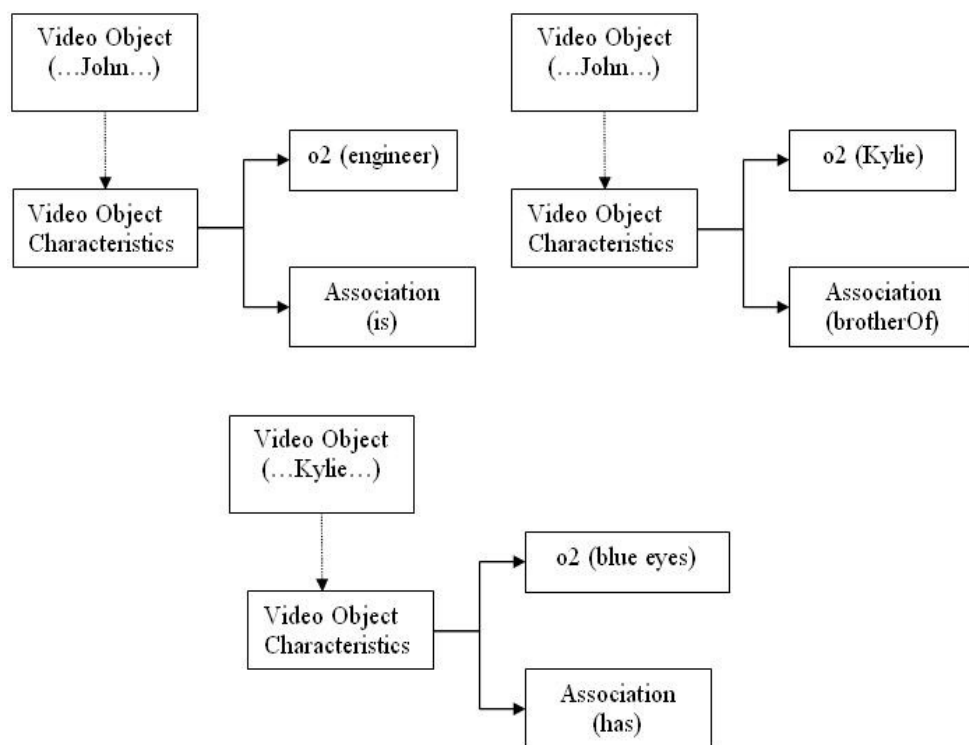 Video Object
(…John…)
o2 (engineer)
Video Object
Characteristics
Association
(is)
Video Object
(…John…)
o2 (Kylie)
Video Object
Characteristics
Association
(brotherOf)
Video Object
(…Kylie…)
o2 (blue eyes)
Video Object
Characteristics
Association
(has)